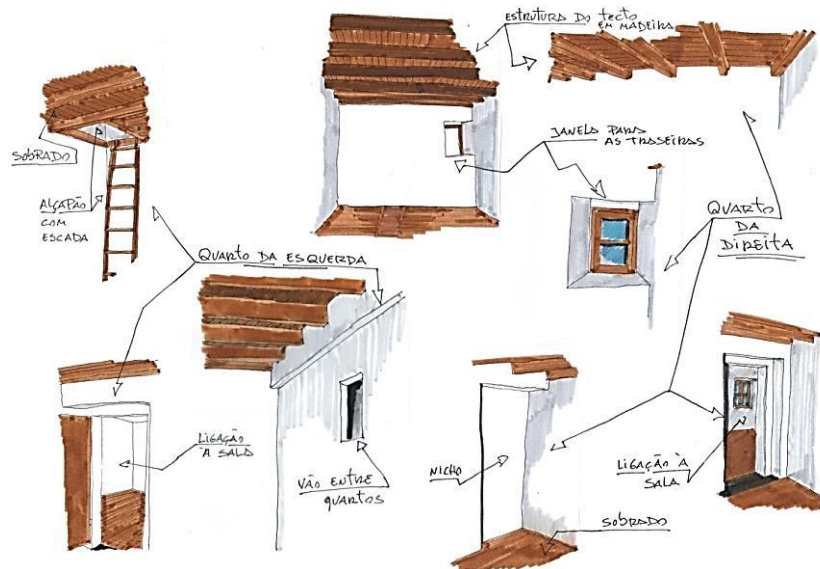 ESTRUTURA DO TECTO
EM MADEIRA
SOBRADO
ALÇAPÃO
COM
ESCADA
JANELA PARA
AS TRASEIRAS
QUARTO
DA
DIREITA
QUARTO DA ESQUERDA
LIGAÇÃO
À SALA
VÃO ENTRE
QUARTOS
NICHO
LIGAÇÃO À
SALA
SOBRADO